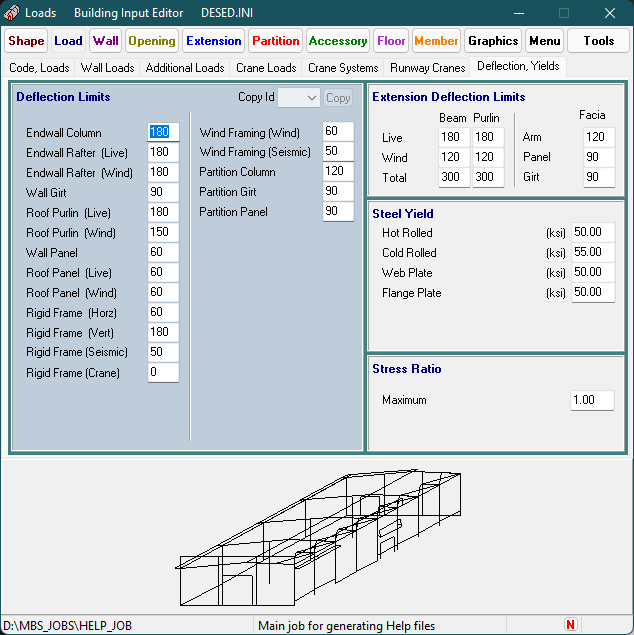 Loads Building Input Editor DESED.INI
Shape Load Wall Opening Extension Partition Accessory Floor Member Graphics Menu Tools
Code, Loads Wall Loads Additional Loads Crane Loads Crane Systems Runway Cranes Deflection, Yields
Deflection Limits Copy Id Copy
Endwall Column 180
Endwall Rafter (Live) 180
Endwall Rafter (Wind) 180
Wall Girt 90
Roof Purlin (Live) 180
Roof Purlin (Wind) 150
Wall Panel 60
Roof Panel (Live) 60
Roof Panel (Wind) 60
Rigid Frame (Horz) 60
Rigid Frame (Vert) 180
Rigid Frame (Seismic) 50
Rigid Frame (Crane) 0
Wind Framing (Wind) 60
Wind Framing (Seismic) 50
Partition Column 120
Partition Girt 90
Partition Panel 90
Extension Deflection Limits
Beam Purlin Facia
Live 180 180 Arm 120
Wind 120 120 Panel 90
Total 300 300 Girt 90
Steel Yield
Hot Rolled (ksi) 50.00
Cold Rolled (ksi) 55.00
Web Plate (ksi) 50.00
Flange Plate (ksi) 50.00
Stress Ratio
Maximum 1.00
D:\MBS_JOBS\HELP_JOB Main job for generating Help files N